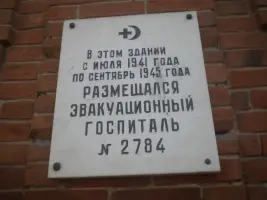 В ЭТОМ ЗДАНИИ
С ИЮЛЯ 1941 ГОДА
ПО СЕНТЯБРЬ 1945 ГОДА
РАЗМЕЩАЛСЯ
ЭВАКУАЦИОННЫЙ
ГОСПИТАЛЬ
№ 2784